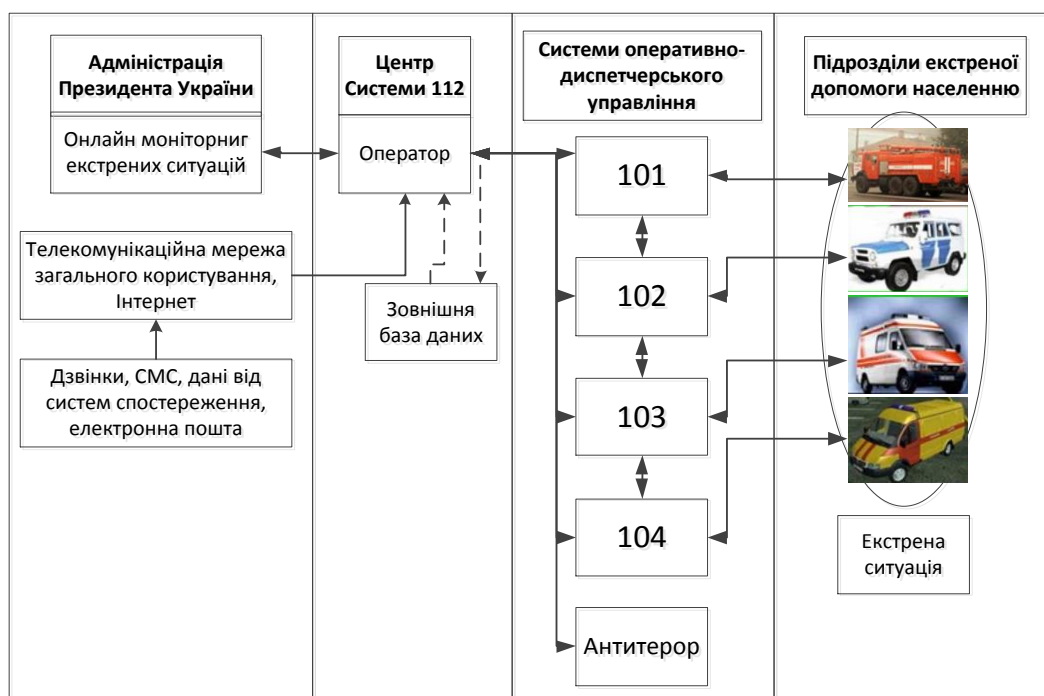 Адміністрація
Президента України
Онлайн моніторниг
екстрених ситуацій
Телекомунікаційна мережа
загального користування,
Інтернет
Дзвінки, СМС, дані від
систем спостереження,
електронна пошта
Центр
Системи 112
Оператор
Зовнішня
база даних
Системи оперативно-
диспетчерського
управління
101
102
103
104
Антитерор
Підрозділи екстреної
допомоги населенню
Екстрена
ситуація